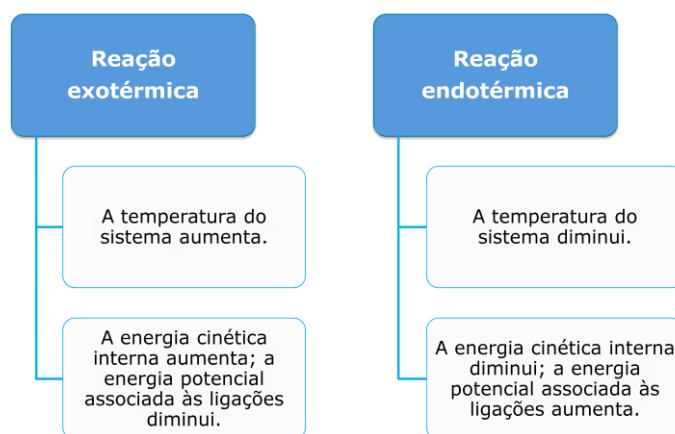 Reação
exotérmica
A temperatura do
sistema aumenta.
A energia cinética
interna aumenta; a
energia potencial
associada às ligações
diminui.
Reação
endotérmica
A temperatura do
sistema diminui.
A energia cinética interna
diminui; a energia
potencial associada às
ligações aumenta.